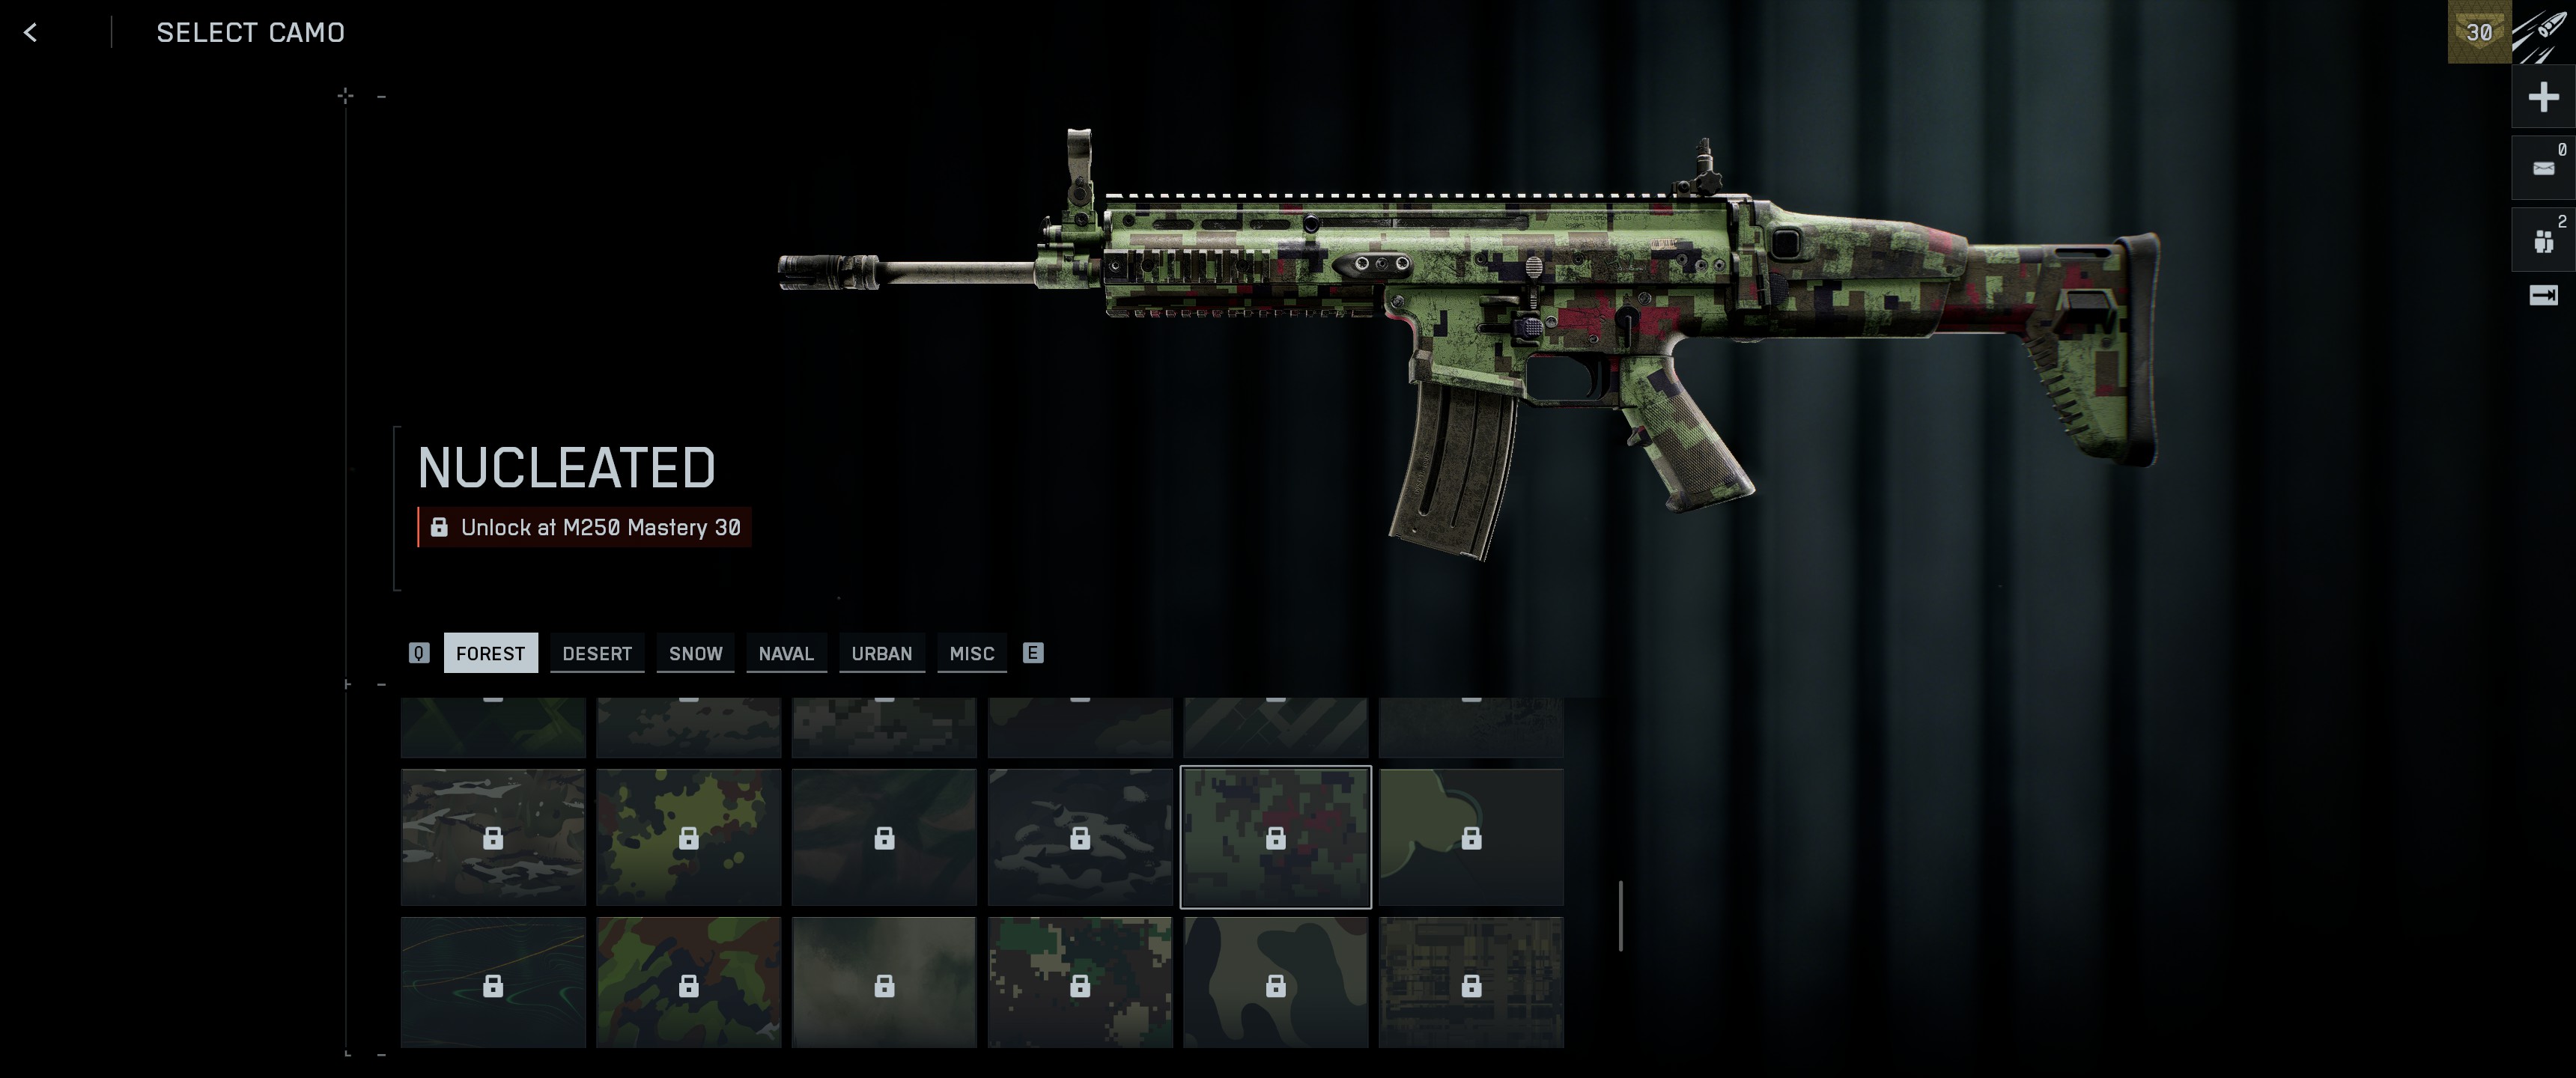 SELECT CAMO
30
0
2
NUCLEATED
Unlock at M250 Mastery 30
Q FOREST DESERT SNOW NAVAL URBAN MISC E